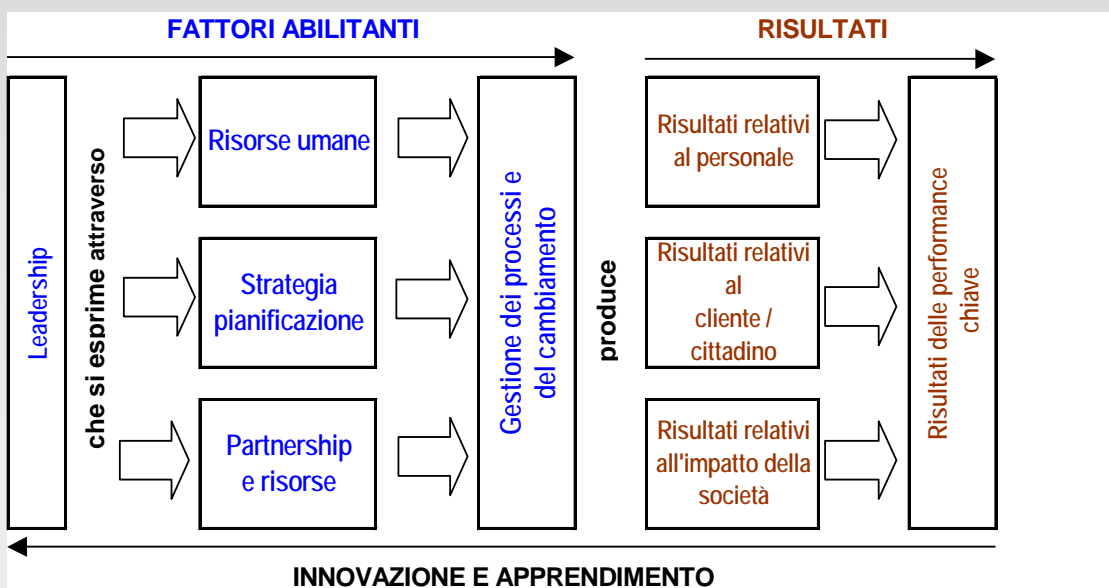 FATTORI ABILITANTI
RISULTATI
Leadership
che si esprime attraverso
Risorse umane
Strategia
pianificazione
Partnership
e risorse
Gestione dei processi e
del cambiamento
produce
Risultati relativi
al personale
Risultati relativi
al
cliente /
cittadino
Risultati relativi
all'impatto della
società
Risultati delle performance
chiave
INNOVAZIONE E APPRENDIMENTO